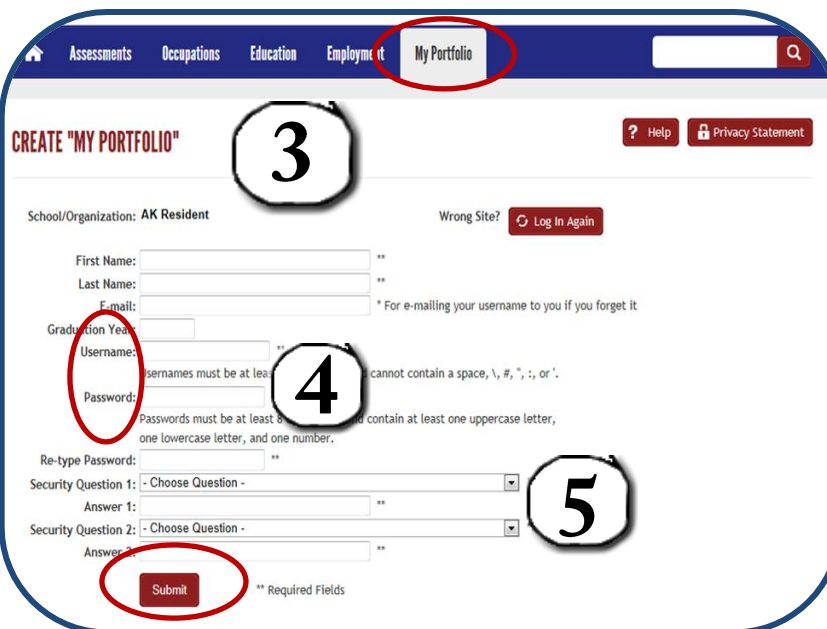 Assessments Occupations Education Employment My Portfolio
CREATE "MY PORTFOLIO"
3
? Help
Privacy Statement
School/Organization: AK Resident
Wrong Site? Log In Again
First Name: **
Last Name: **
E-mail: * For e-mailing your username to you if you forget it
Graduation Year:
Username: **
Usernames must be at least cannot contain a space, \, #, ", :, or '.
4
Password:
Passwords must be at least 8 contain at least one uppercase letter,
one lowercase letter, and one number.
Re-type Password: **
Security Question 1: - Choose Question -
Answer 1: **
5
Security Question 2: - Choose Question -
Answer 2: **
Submit ** Required Fields